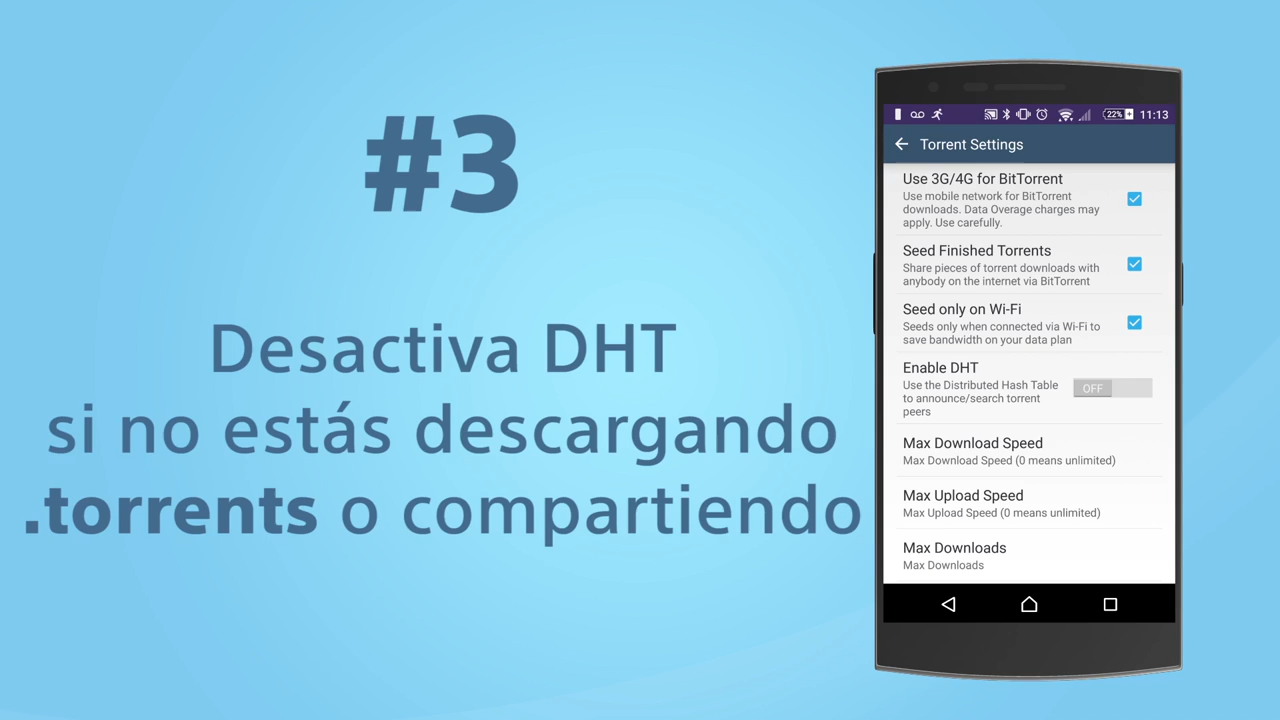 #3
Desactiva DHT
si no estás descargando
.torrents o compartiendo
22% 11:13
Torrent Settings
Use 3G/4G for BitTorrent
Use mobile network for BitTorrent
downloads. Data Overage charges may
apply. Use carefully.
Seed Finished Torrents
Share pieces of torrent downloads with
anybody on the internet via BitTorrent
Seed only on Wi-Fi
Seeds only when connected via Wi-Fi to
save bandwidth on your data plan
Enable DHT
Use the Distributed Hash Table
to announce/search torrent
peers
OFF
Max Download Speed
Max Download Speed (0 means unlimited)
Max Upload Speed
Max Upload Speed (0 means unlimited)
Max Downloads
Max Downloads